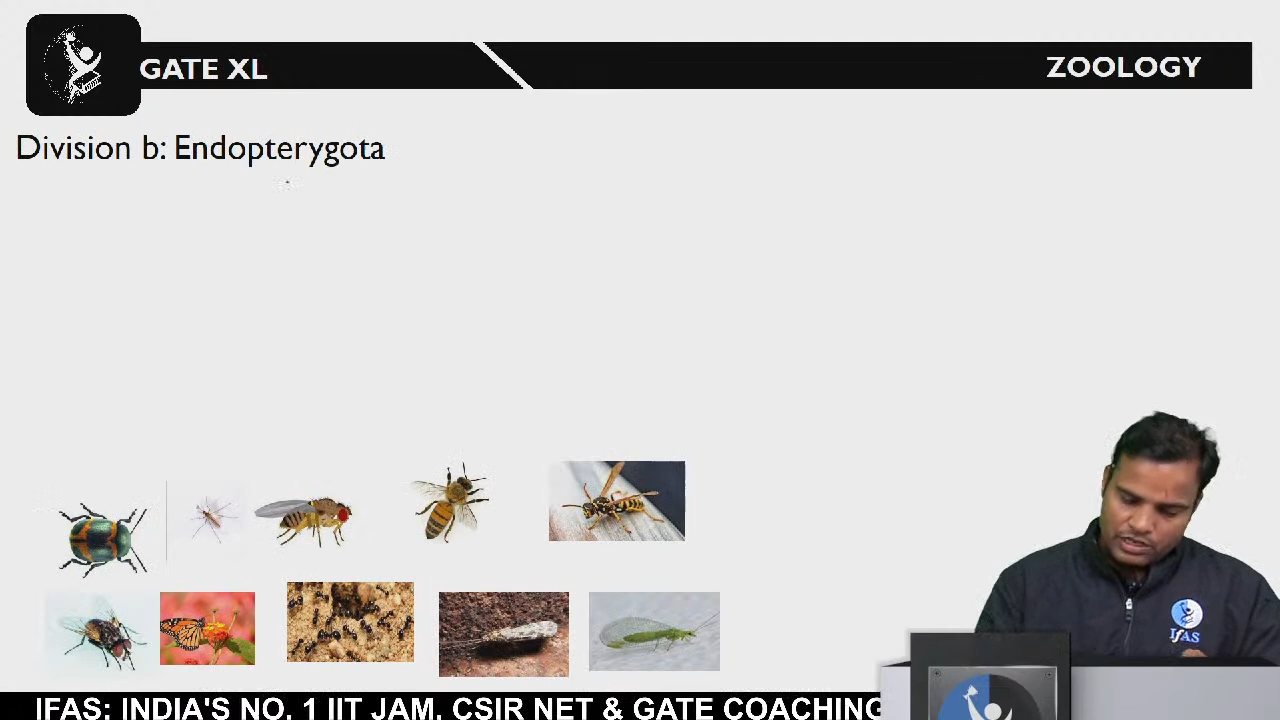 GATE XL
ZOOLOGY
Division b: Endopterygota
IFAS
IFAS: INDIA'S NO. 1 IIT JAM, CSIR NET & GATE COACHING